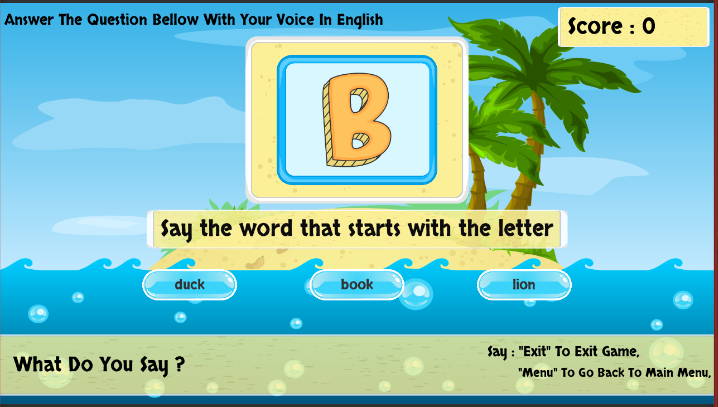 Answer The Question Bellow With Your Voice In English
Score : 0
B
Say the word that starts with the letter
duck book lion
What Do You Say ?
Say : "Exit" To Exit Game,
"Menu" To Go Back To Main Menu,